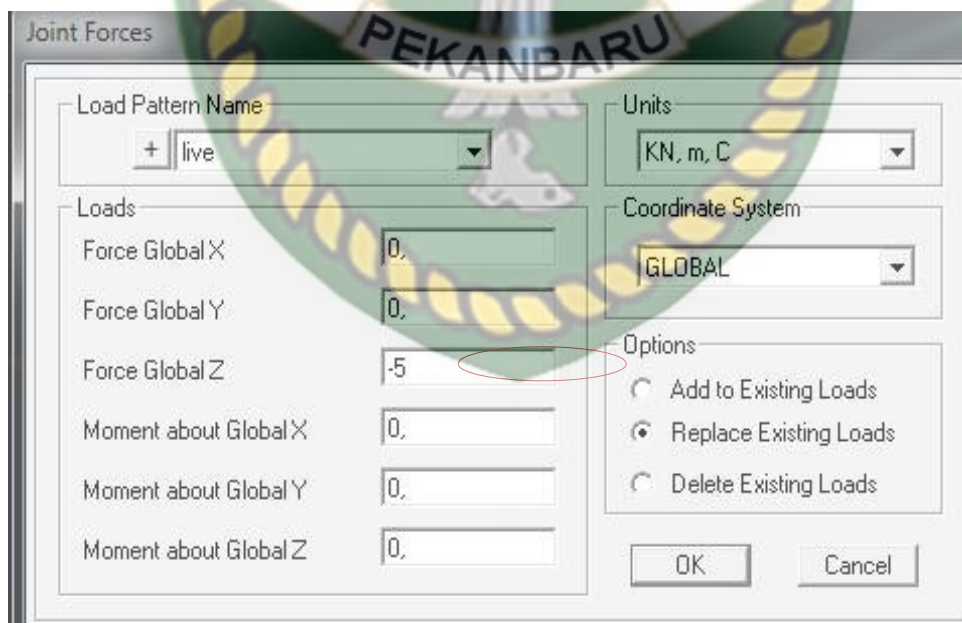 Joint Forces
PEKANBARU
Load Pattern Name
+ live
Units
KN, m, C
Loads
Force Global X 0,
Force Global Y 0,
Force Global Z -5
Moment about Global X 0,
Moment about Global Y 0,
Moment about Global Z 0,
Coordinate System
GLOBAL
Options
Add to Existing Loads
Replace Existing Loads
Delete Existing Loads
OK Cancel